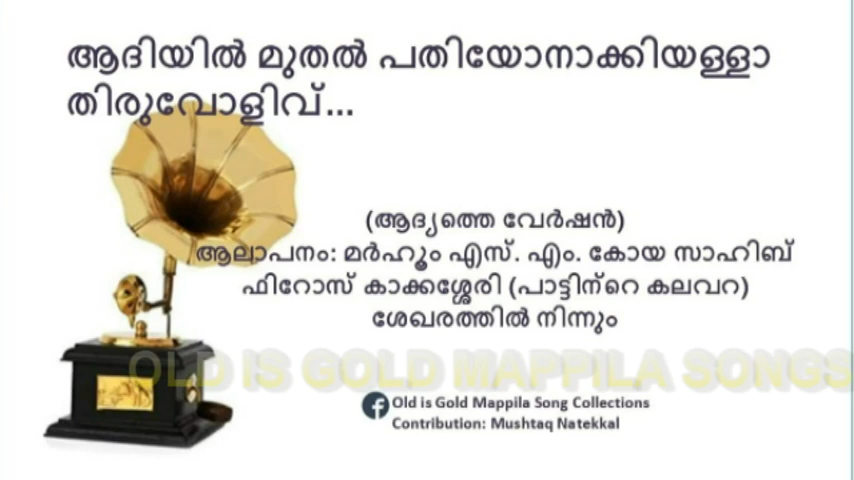 ആദിയിൽ മുതൽ പതിയോനാക്കിയള്ളാ
തിരുവോളിവ്...
(ആദ്യത്തെ വേർഷൻ)
ആലാപനം: മർഹൂം എസ്. എം. കോയ സാഹിബ്
ഫിറോസ് കാക്കശ്ശേരി (പാട്ടിന്റെ കലവറ)
ശേഖരത്തിൽ നിന്നും
OLD IS GOLD MAPPILA SONGS
Old is Gold Mappila Song Collections
Contribution: Mushtaq Natekkal